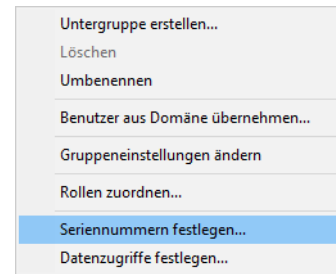 Untergruppe erstellen...
Löschen
Umbenennen
Benutzer aus Domäne übernehmen...
Gruppeneinstellungen ändern
Rollen zuordnen...
Seriennummern festlegen...
Datenzugriffe festlegen...